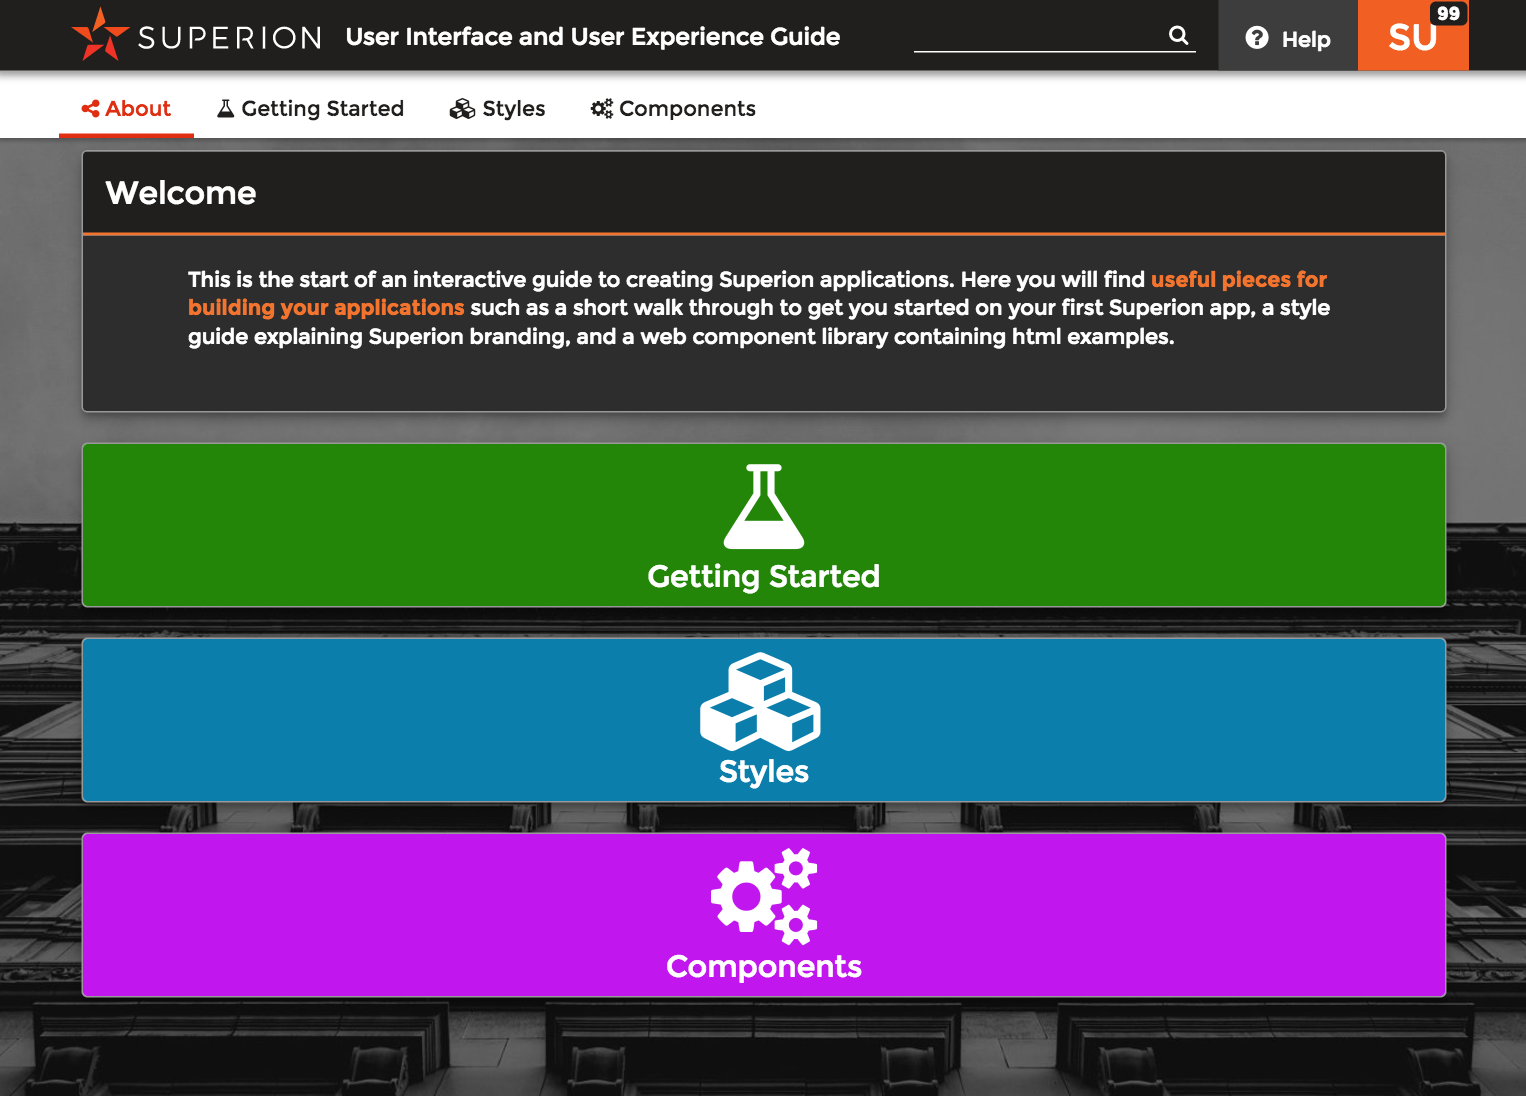 SUPERION
User Interface and User Experience Guide
Help
SU
99
About
Getting Started
Styles
Components
Welcome
This is the start of an interactive guide to creating Superion applications. Here you will find useful pieces for
building your applications such as a short walk through to get you started on your first Superion app, a style
guide explaining Superion branding, and a web component library containing html examples.
Getting Started
Styles
Components